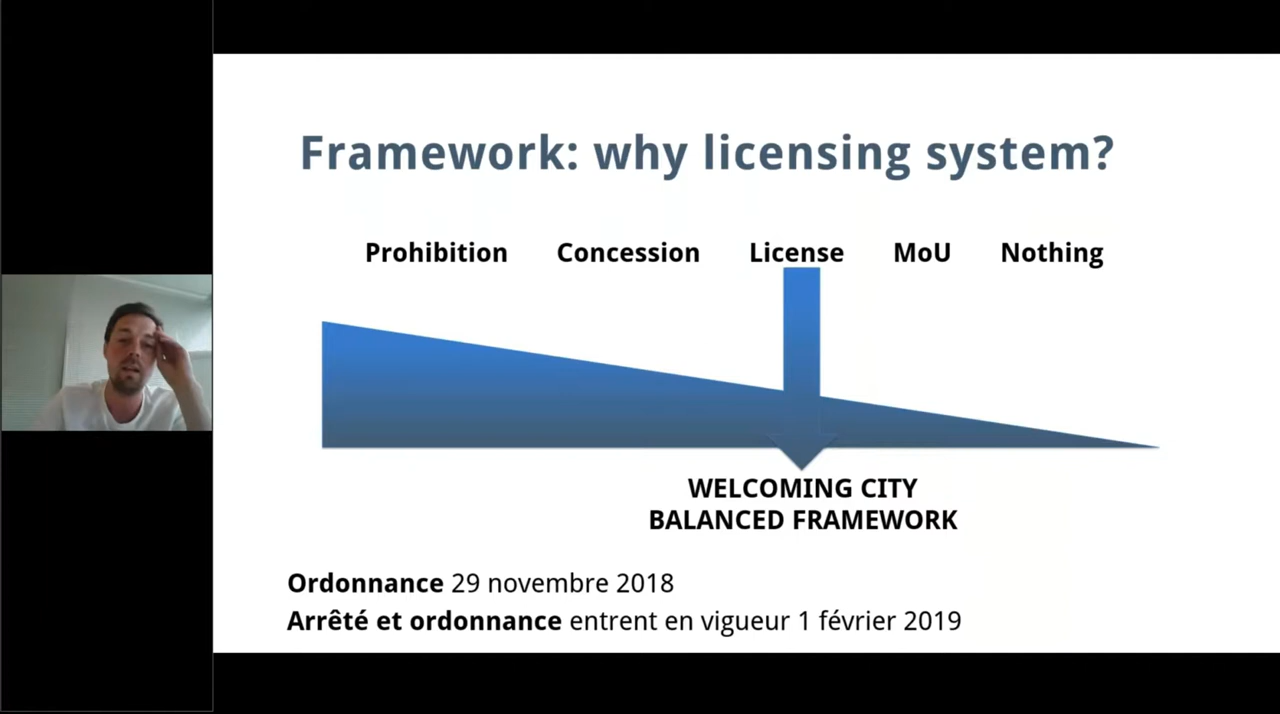 Framework: why licensing system?
Prohibition Concession License MoU Nothing
WELCOMING CITY
BALANCED FRAMEWORK
Ordonnance 29 novembre 2018
Arrêté et ordonnance entrent en vigueur 1 février 2019